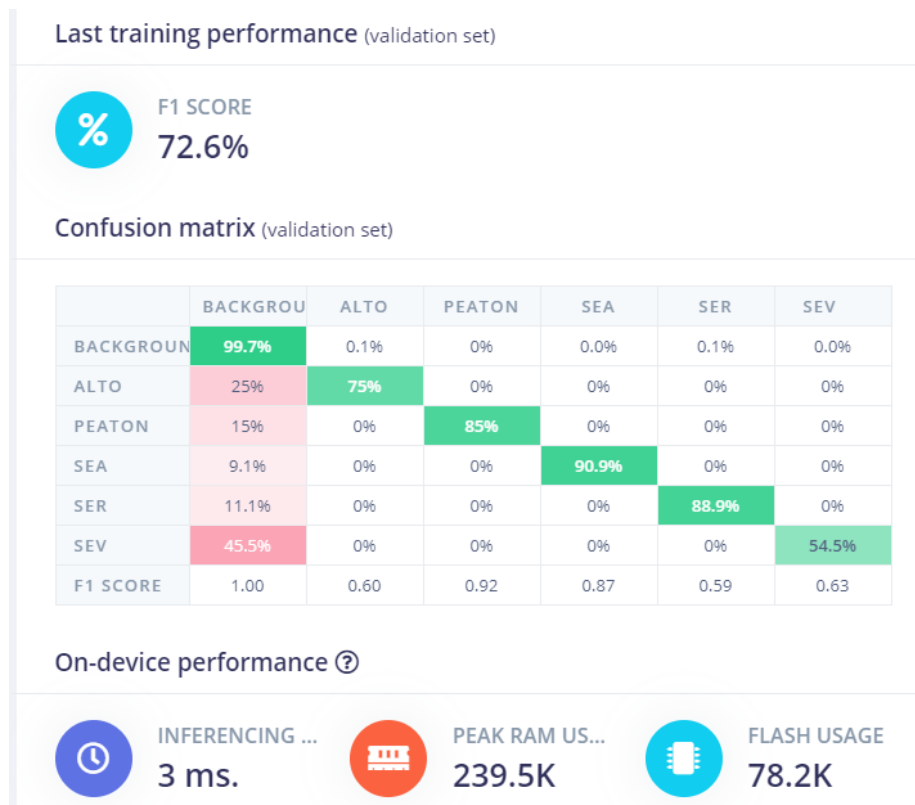 Last training performance (validation set)
%
F1 SCORE
72.6%
Confusion matrix (validation set)
BACKGROU ALTO PEATON SEA SER SEV
BACKGROUN 99.7% 0.1% 0% 0.0% 0.1% 0.0%
ALTO 25% 75% 0% 0% 0% 0%
PEATON 15% 0% 85% 0% 0% 0%
SEA 9.1% 0% 0% 90.9% 0% 0%
SER 11.1% 0% 0% 0% 88.9% 0%
SEV 45.5% 0% 0% 0% 0% 54.5%
F1 SCORE 1.00 0.60 0.92 0.87 0.59 0.63
On-device performance ?
INFERENCING ... PEAK RAM US... FLASH USAGE
3 ms. 239.5K 78.2K